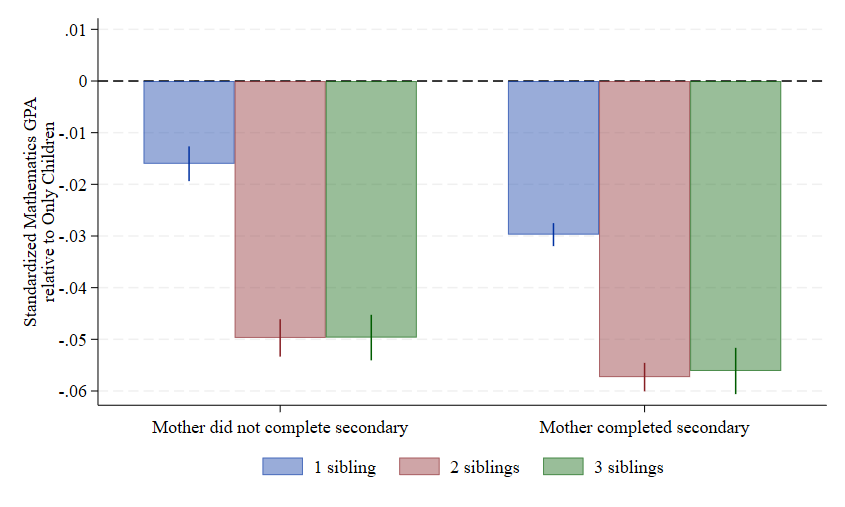 Standardized Mathematics GPA
relative to Only Children
.01
0
-.01
-.02
-.03
-.04
-.05
-.06
Mother did not complete secondary
Mother completed secondary
1 sibling
2 siblings
3 siblings